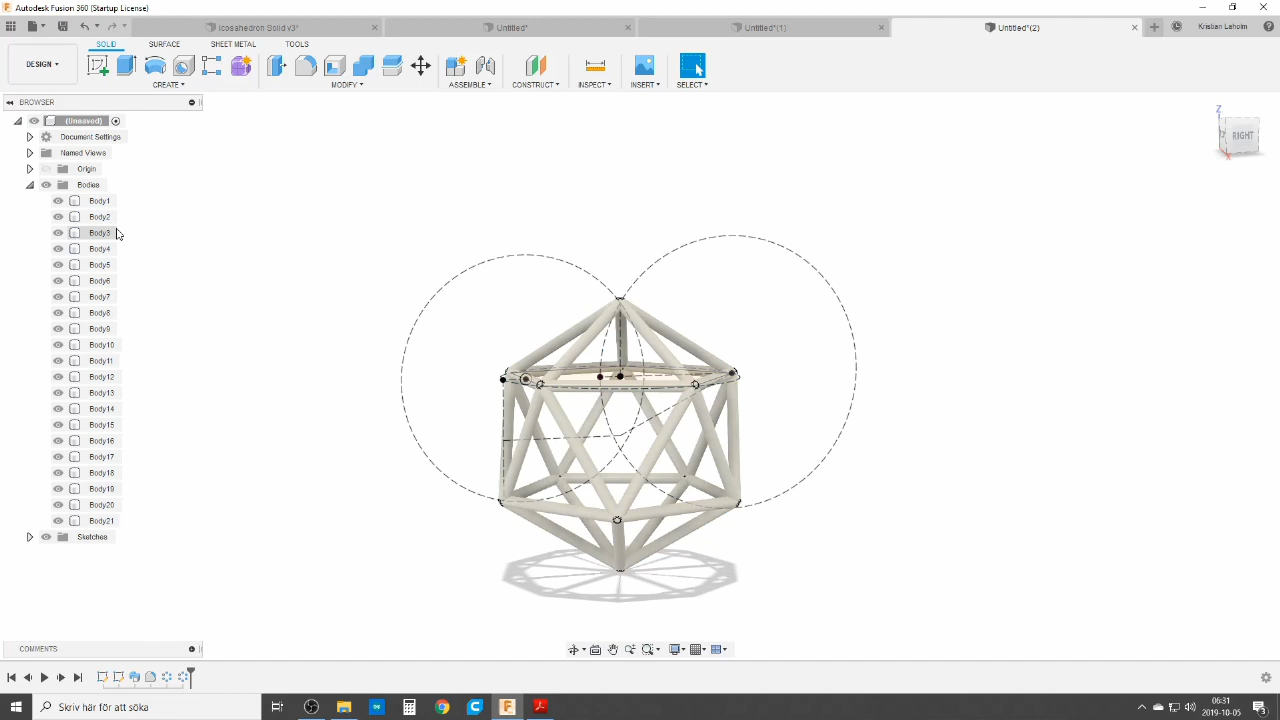 Autodesk Fusion 360 (Startup License)
Icosahedron Solid v3*
Untitled*
Untitled*(1)
Untitled*(2)
Kristian Laholm
SOLID
SURFACE
SHEET METAL
TOOLS
DESIGN
CREATE
MODIFY
ASSEMBLE
CONSTRUCT
INSPECT
INSERT
SELECT
BROWSER
(Unsaved)
Document Settings
Named Views
Origin
Bodies
Body1
Body2
Body3
Body4
Body5
Body6
Body7
Body8
Body9
Body10
Body11
Body12
Body13
Body14
Body15
Body16
Body17
Body18
Body19
Body20
Body21
Sketches
Z
RIGHT
X
COMMENTS
Skriv här för att söka
06:31
2019-10-05